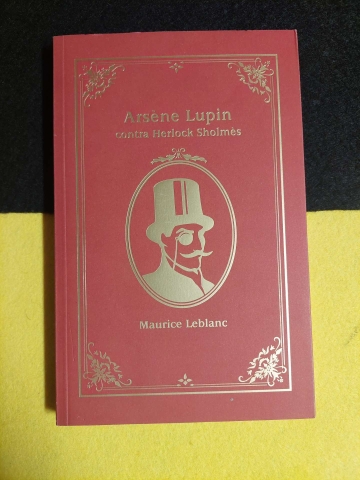 Arsène Lupin
contra Herlock Sholmès
Maurice Leblanc